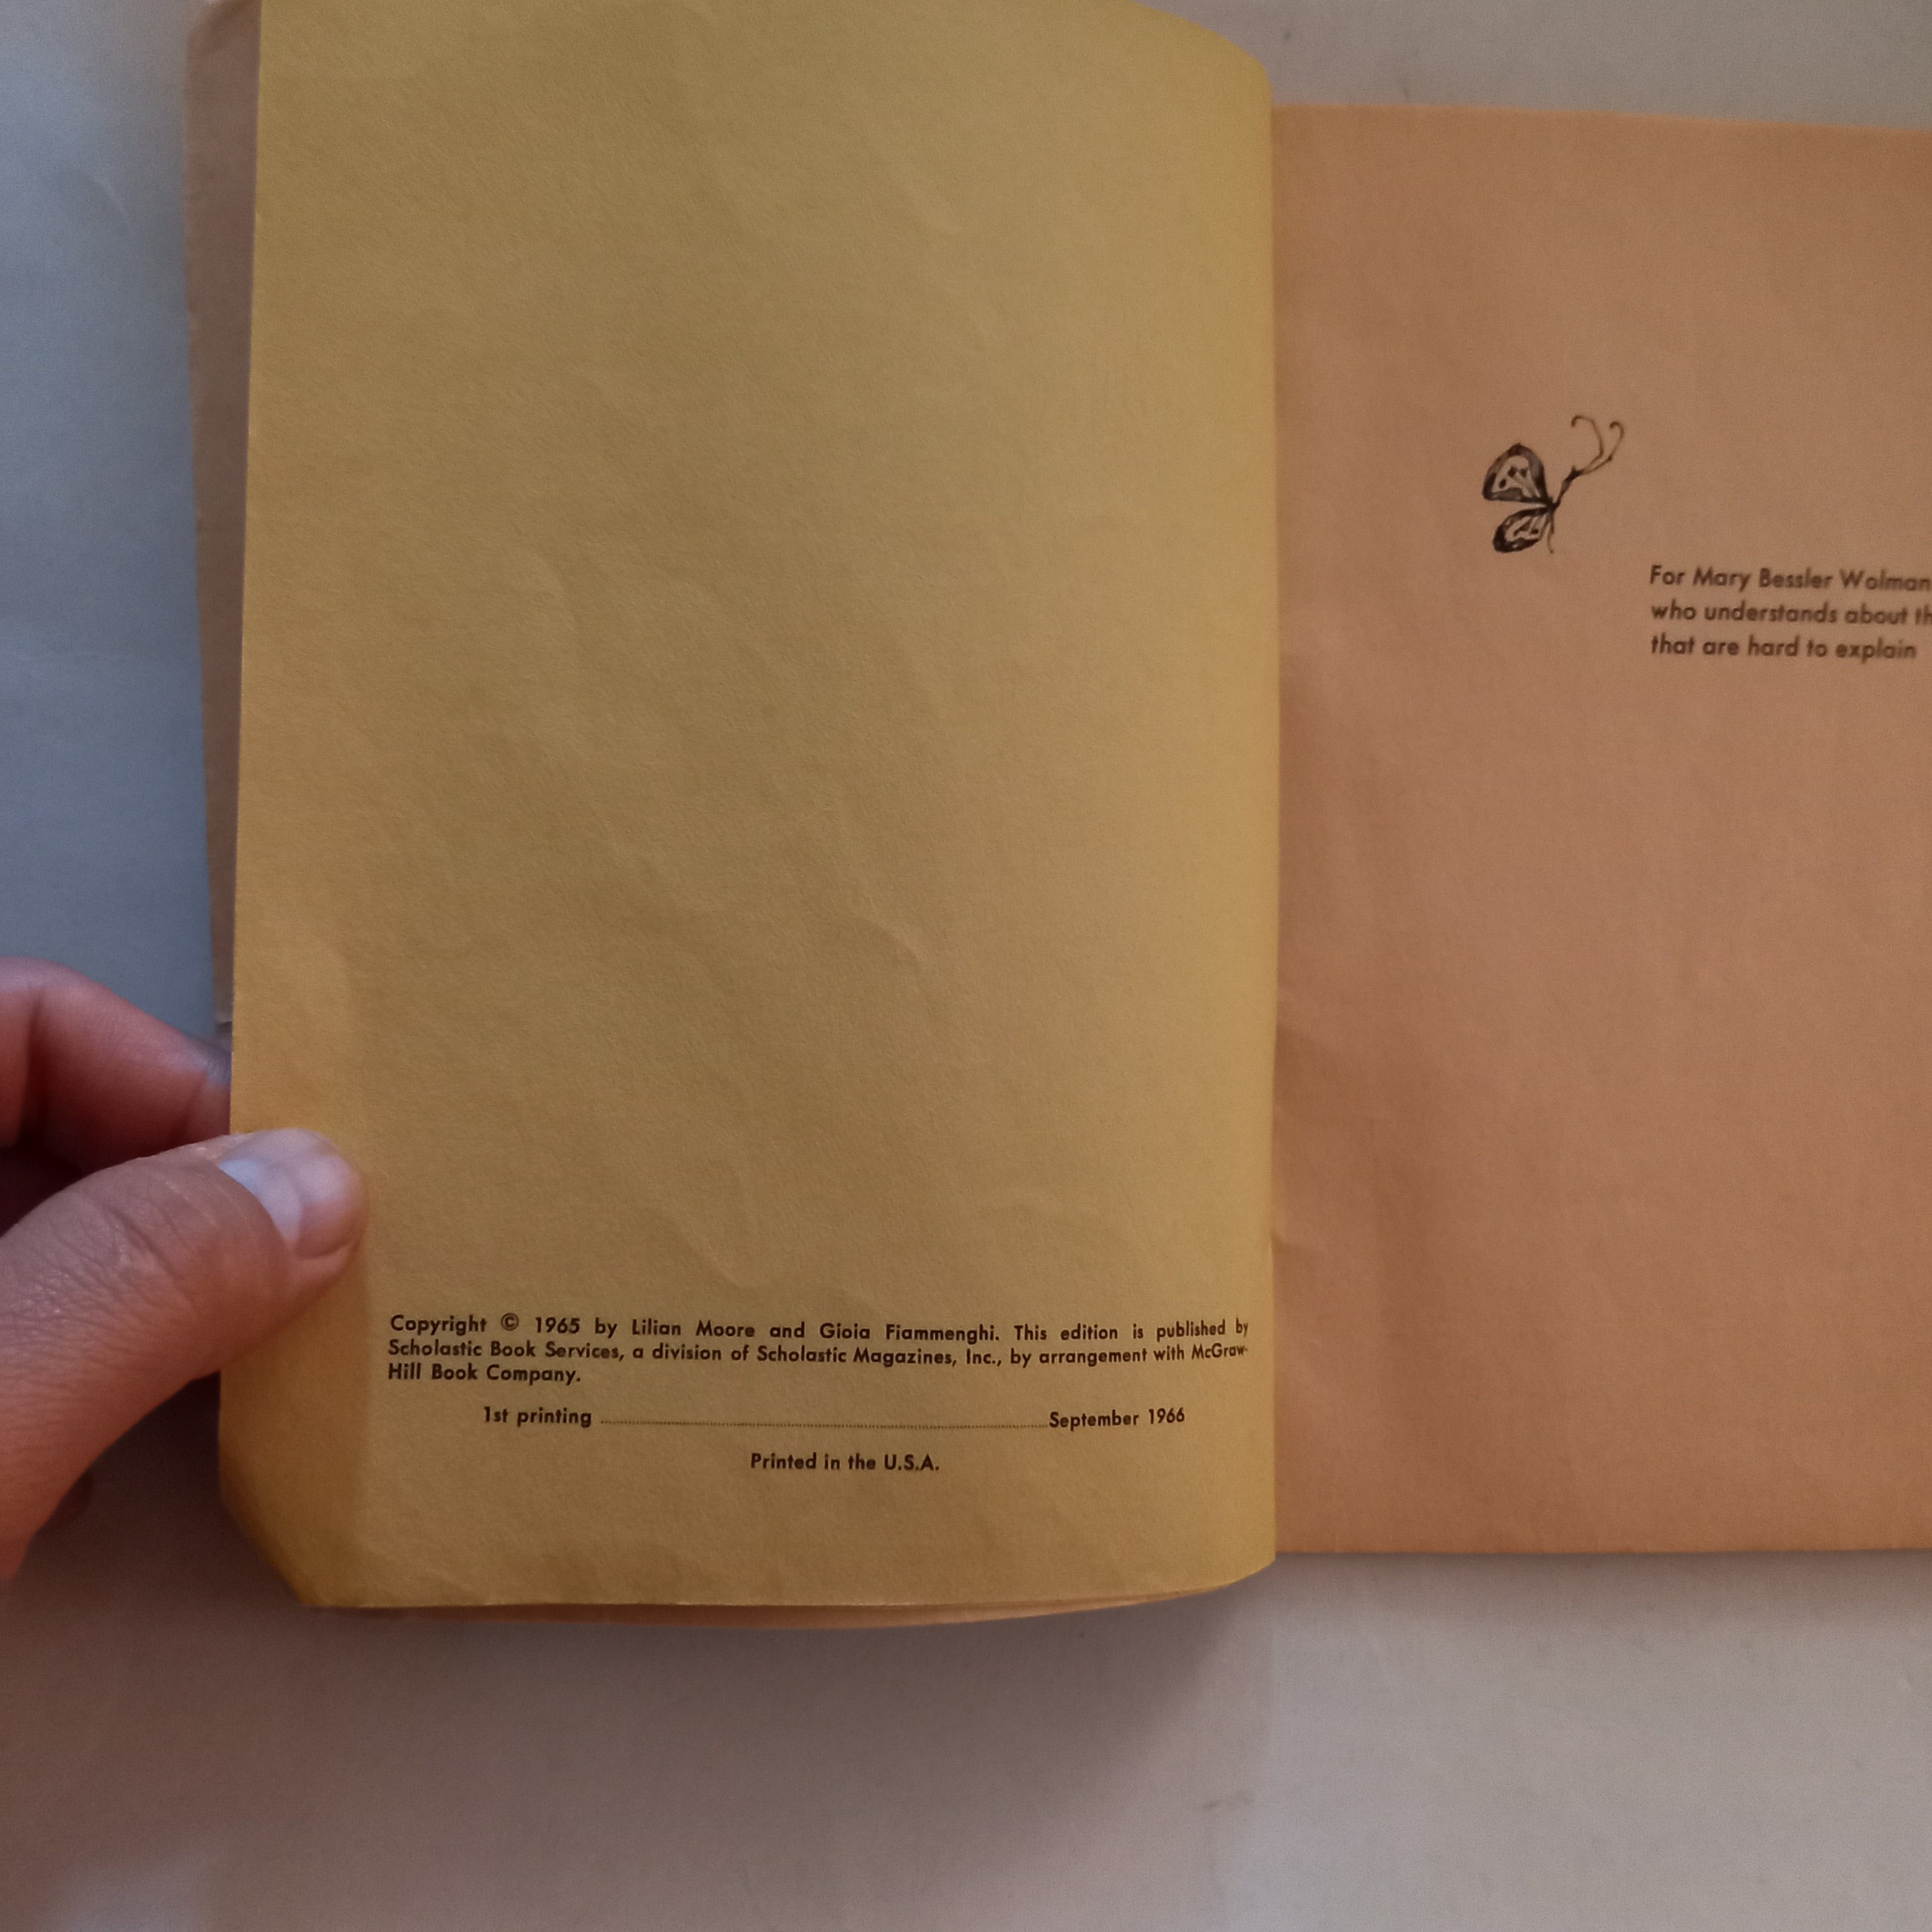 Copyright © 1965 by Lilian Moore and Gioia Fiammenghi. This edition is published by
Scholastic Book Services, a division of Scholastic Magazines, Inc., by arrangement with McGraw-
Hill Book Company.
1st printing ........................................ September 1966
Printed in the U.S.A.
For Mary Bessler Wolman
who understands about
that are hard to explain